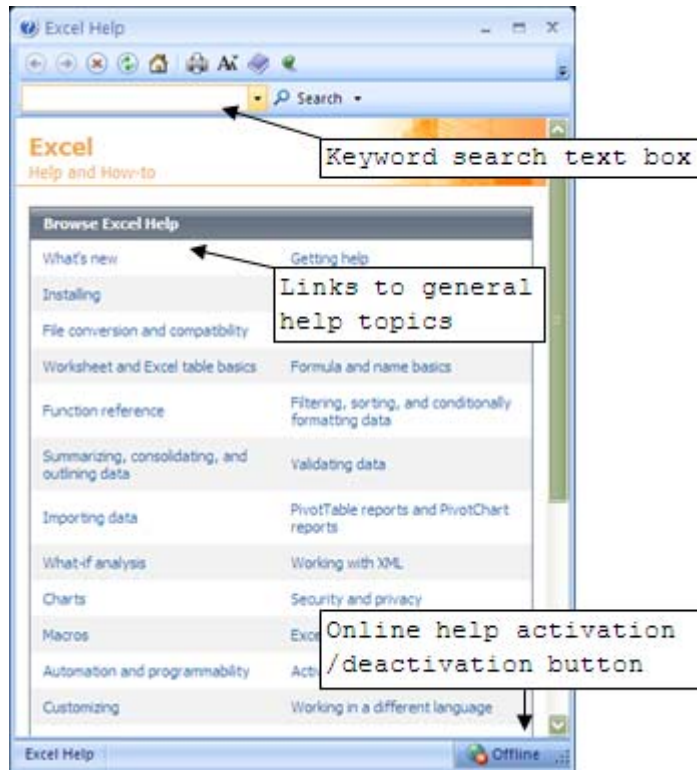 Excel Help
Search
Keyword search text box
Excel
Help and How-to
Browse Excel Help
What's new
Getting help
Links to general
help topics
Installing
File conversion and compatibility
Worksheet and Excel table basics
Formula and name basics
Function reference
Filtering, sorting, and conditionally
formatting data
Summarizing, consolidating, and
outlining data
Validating data
Importing data
PivotTable reports and PivotChart
reports
What-if analysis
Working with XML
Charts
Security and privacy
Online help activation
/deactivation button
Macros
Automation and programmability
Customizing
Working in a different language
Excel Help
Offline